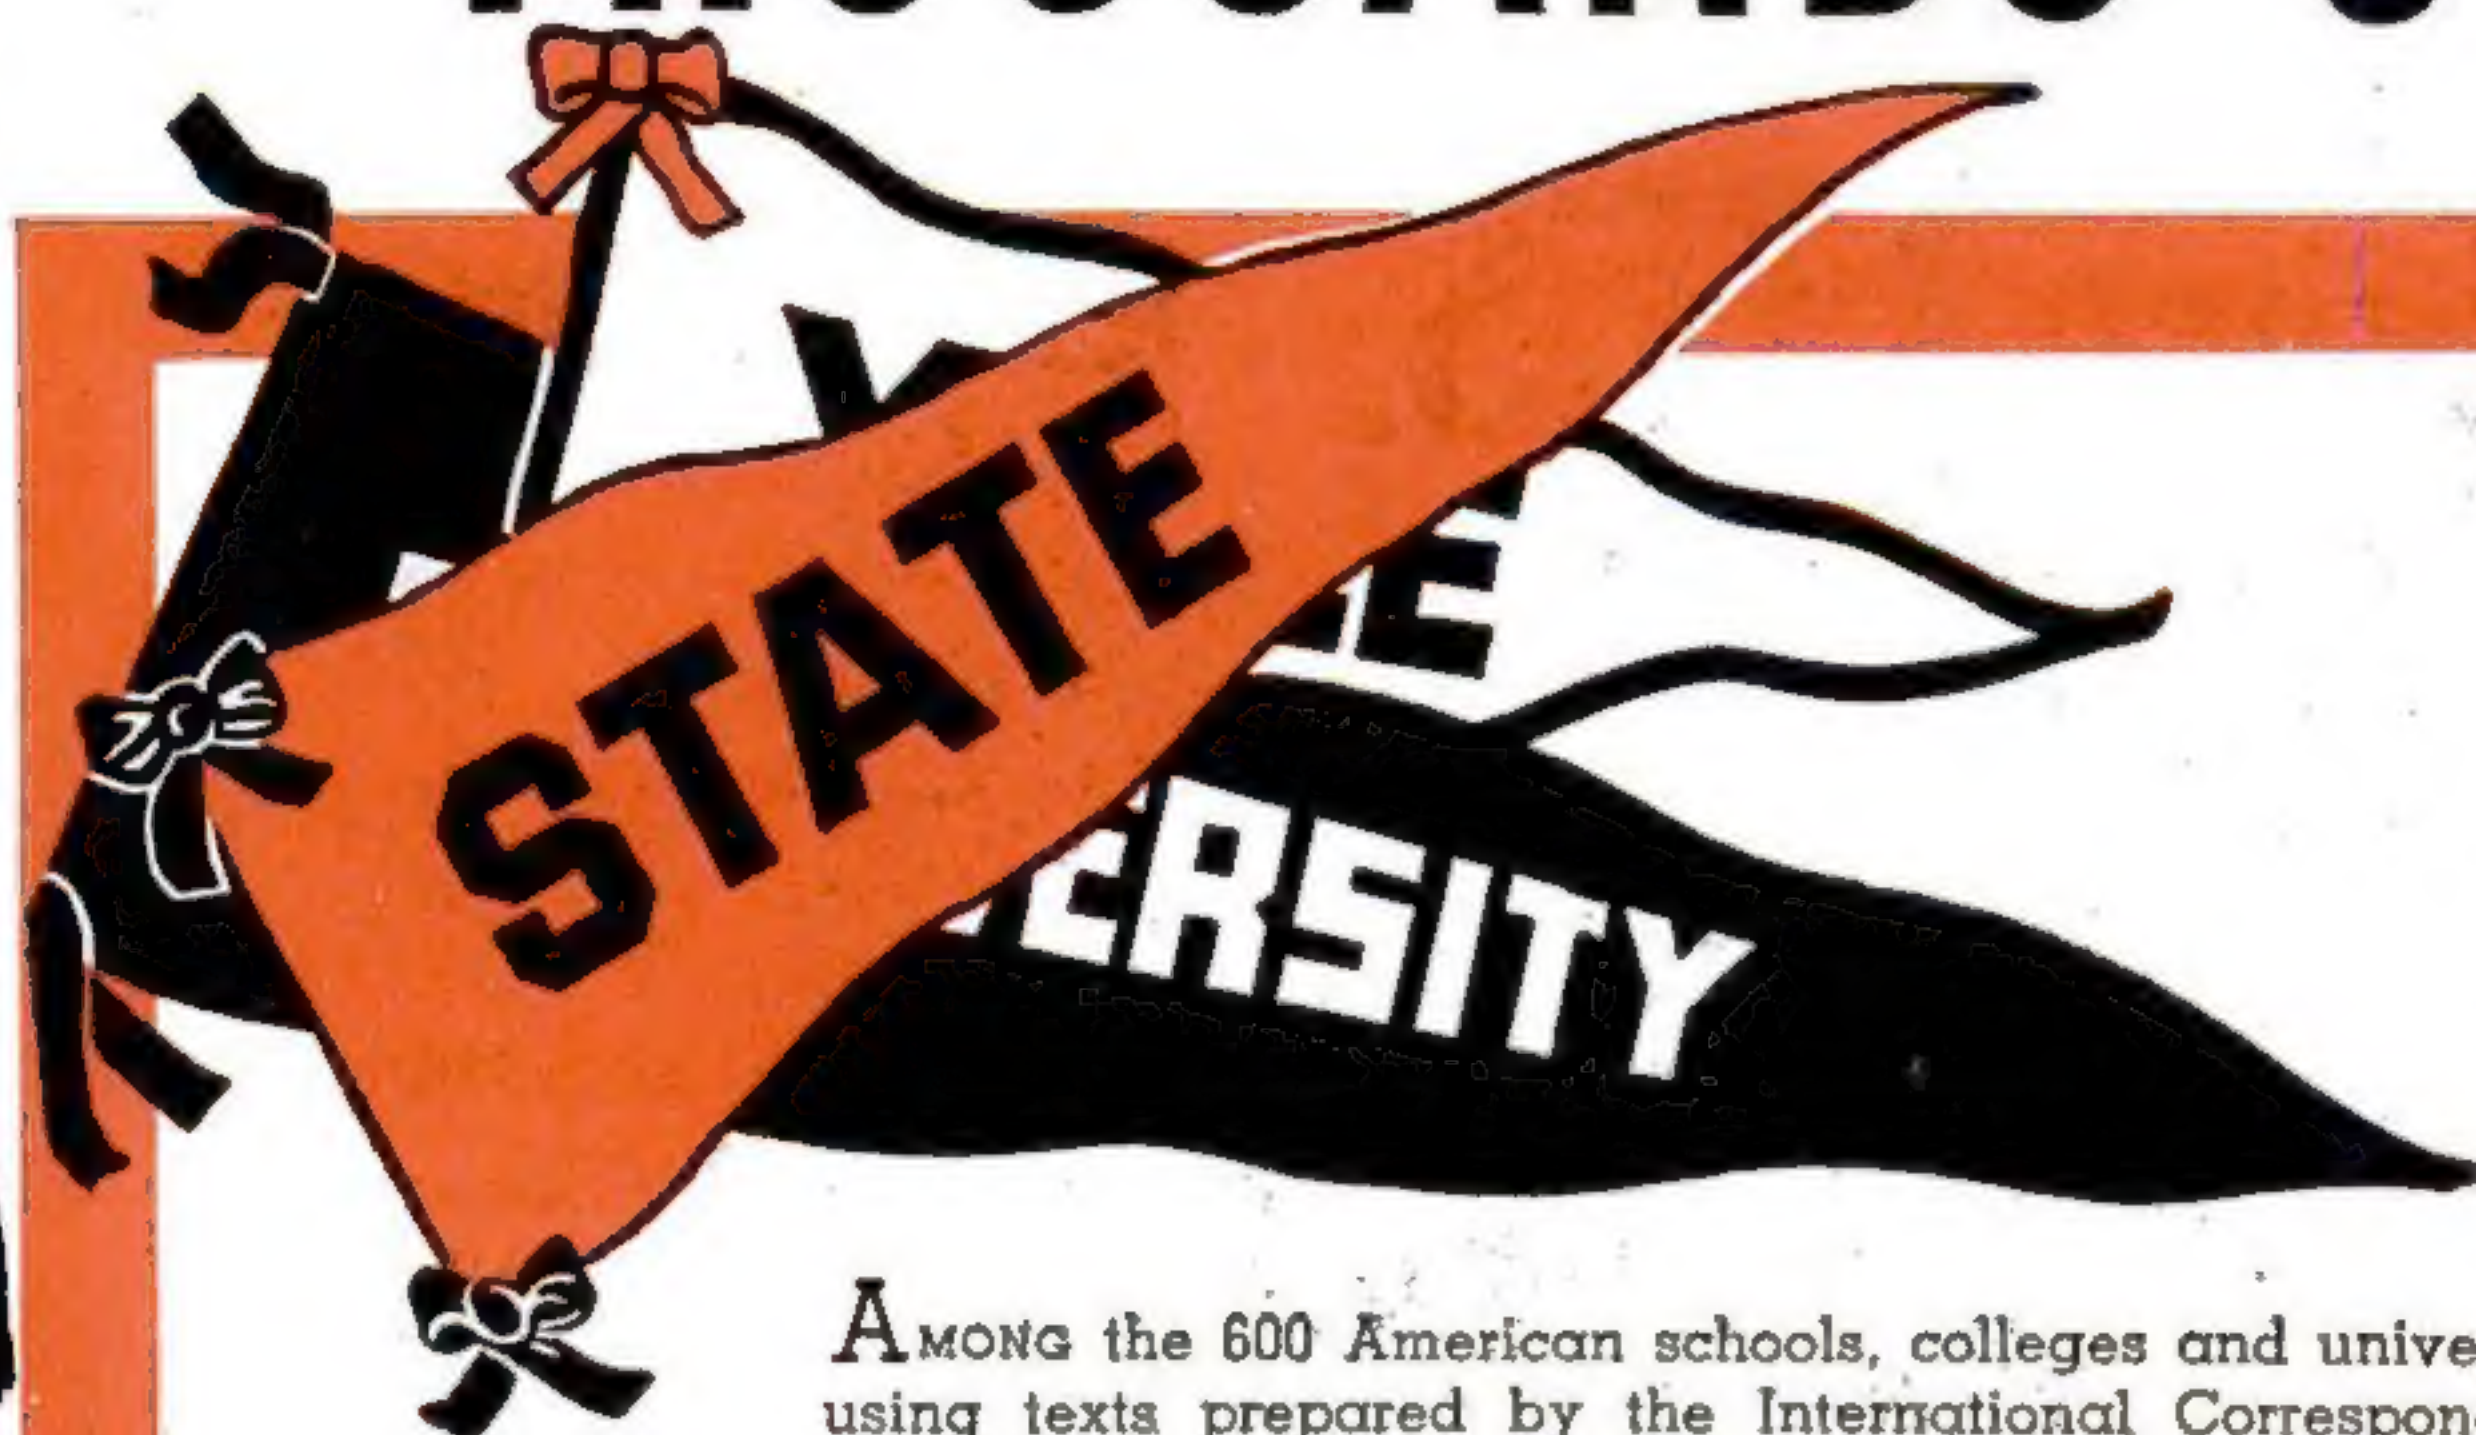 STATE
ERSITY
AMONG the 600 American schools, colleges and unive
using texts prepared by the International Correspon